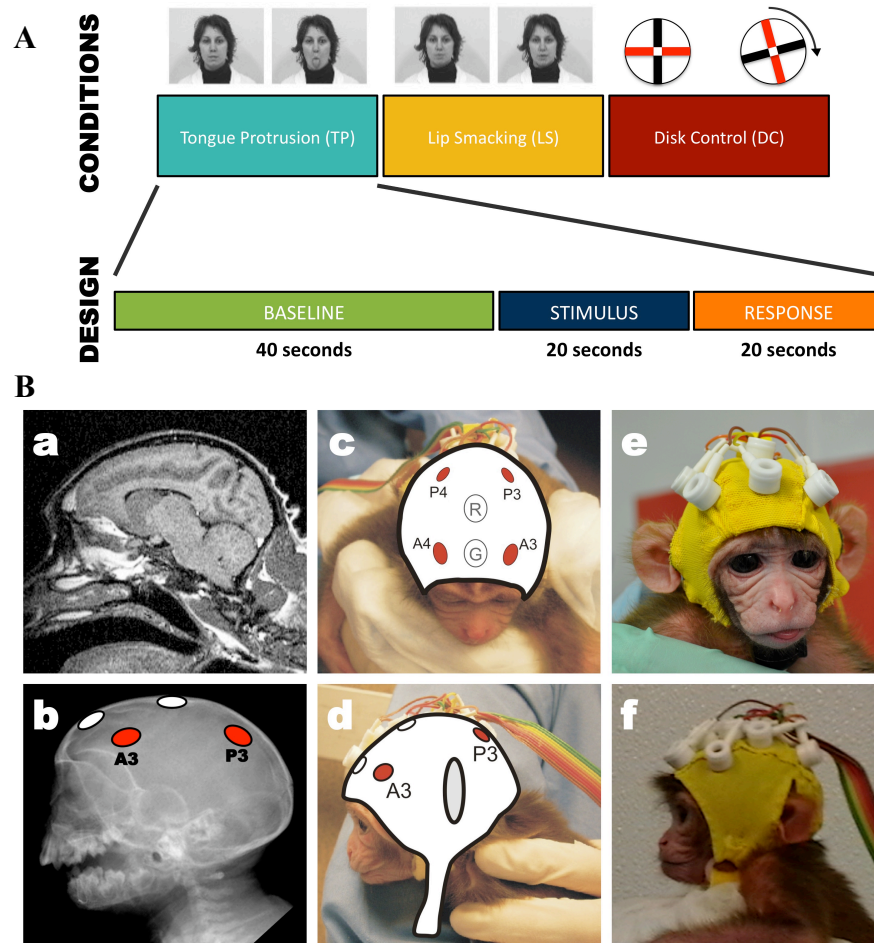 A
CONDITIONS
Tongue Protrusion (TP)
Lip Smacking (LS)
Disk Control (DC)
DESIGN
BASELINE
STIMULUS
RESPONSE
40 seconds
20 seconds
20 seconds
B
a
c
P4
P3
R
A4
G
A3
e
b
A3
P3
d
P3
A3
f